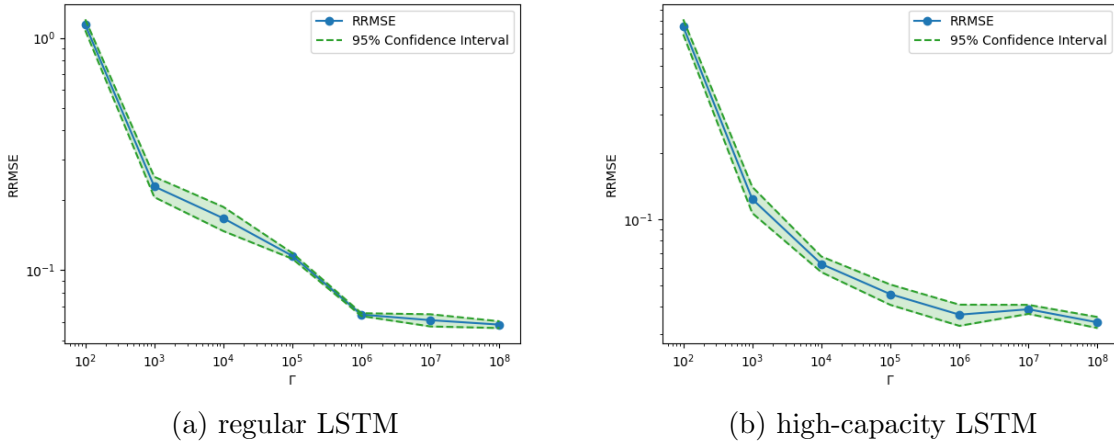 RRMSE
95% Confidence Interval
10⁰
10⁻¹
RRMSE
10² 10³ 10⁴ 10⁵ 10⁶ 10⁷ 10⁸
Γ
(a) regular LSTM
RRMSE
95% Confidence Interval
10⁻¹
RRMSE
10² 10³ 10⁴ 10⁵ 10⁶ 10⁷ 10⁸
Γ
(b) high-capacity LSTM